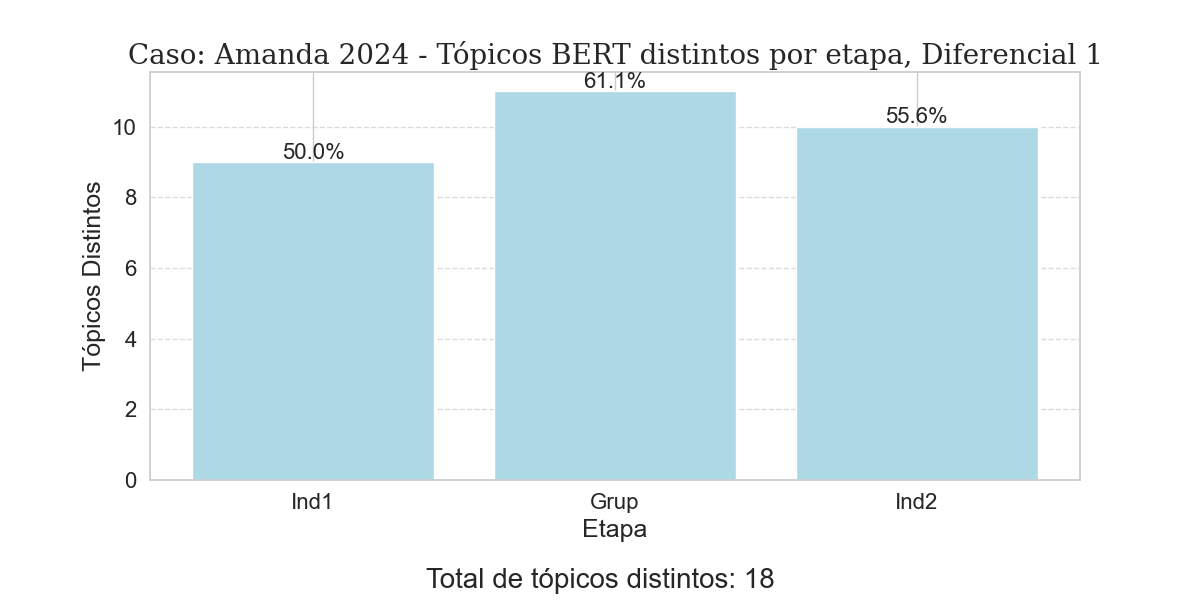 Caso: Amanda 2024 - Tópicos BERT distintos por etapa, Diferencial 1
61.1%
55.6%
50.0%
10
8
6
4
2
0
Tópicos Distintos
Ind1 Grup Ind2
Etapa
Total de tópicos distintos: 18